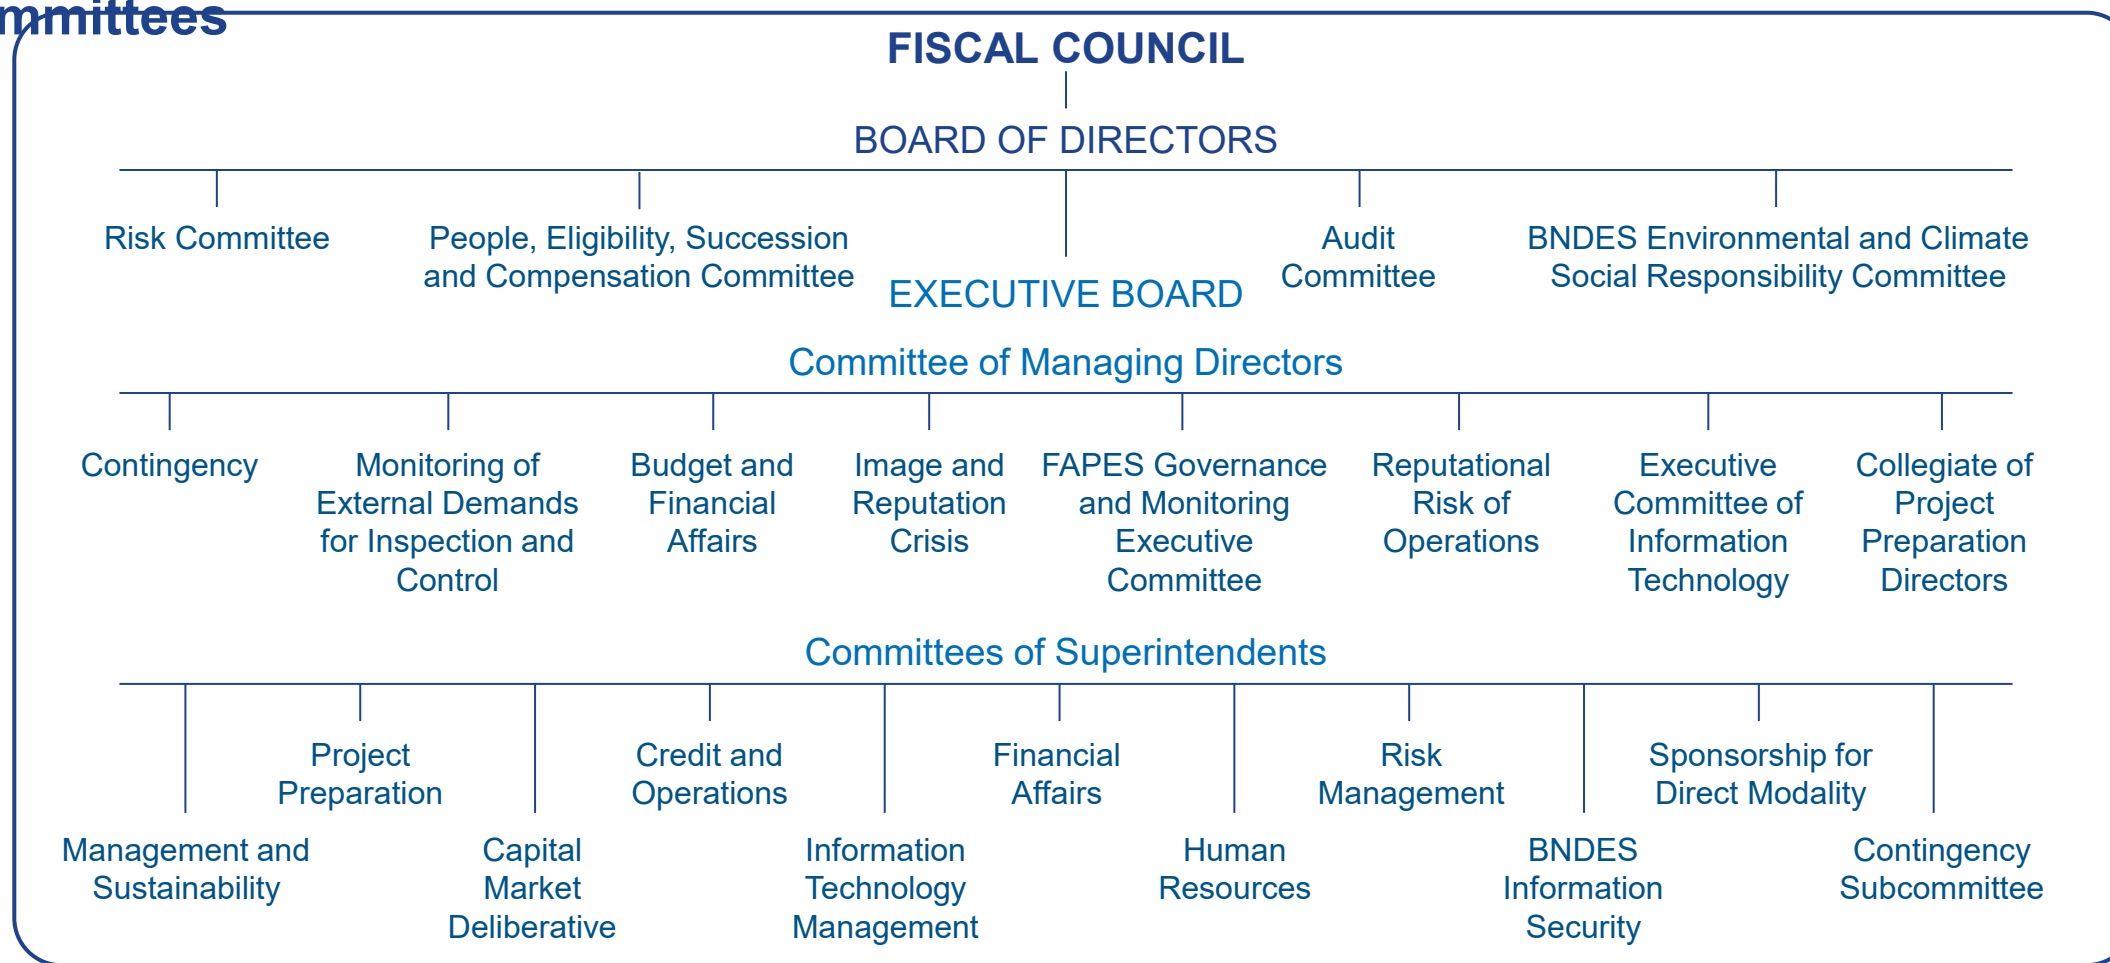 mmittees
FISCAL COUNCIL
BOARD OF DIRECTORS
Risk Committee
People, Eligibility, Succession
and Compensation Committee
Audit
Committee
BNDES Environmental and Climate
Social Responsibility Committee
EXECUTIVE BOARD
Committee of Managing Directors
Contingency
Monitoring of
External Demands
for Inspection and
Control
Budget and
Financial
Affairs
Image and
Reputation
Crisis
FAPES Governance
and Monitoring
Executive
Committee
Reputational
Risk of
Operations
Executive
Committee of
Information
Technology
Collegiate of
Project
Preparation
Directors
Committees of Superintendents
Management and
Sustainability
Project
Preparation
Capital
Market
Deliberative
Credit and
Operations
Information
Technology
Management
Financial
Affairs
Human
Resources
Risk
Management
BNDES
Information
Security
Sponsorship for
Direct Modality
Contingency
Subcommittee